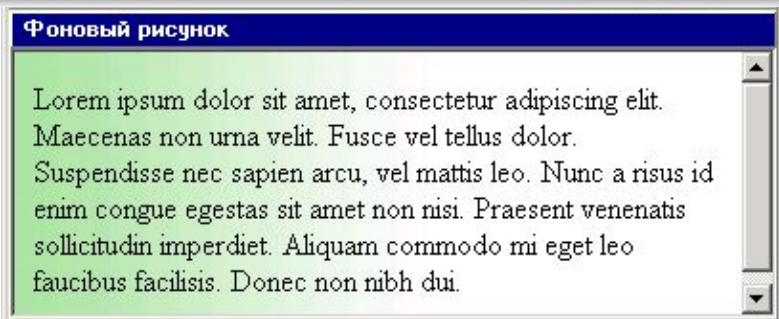 Фоновый рисунок
Lorem ipsum dolor sit amet, consectetur adipiscing elit.
Maecenas non urna velit. Fusce vel tellus dolor.
Suspendisse nec sapien arcu, vel mattis leo. Nunc a risus id
enim congue egestas sit amet non nisi. Praesent venenatis
sollicitudin imperdiet. Aliquam commodo mi eget leo
faucibus facilisis. Donec non nibh dui.